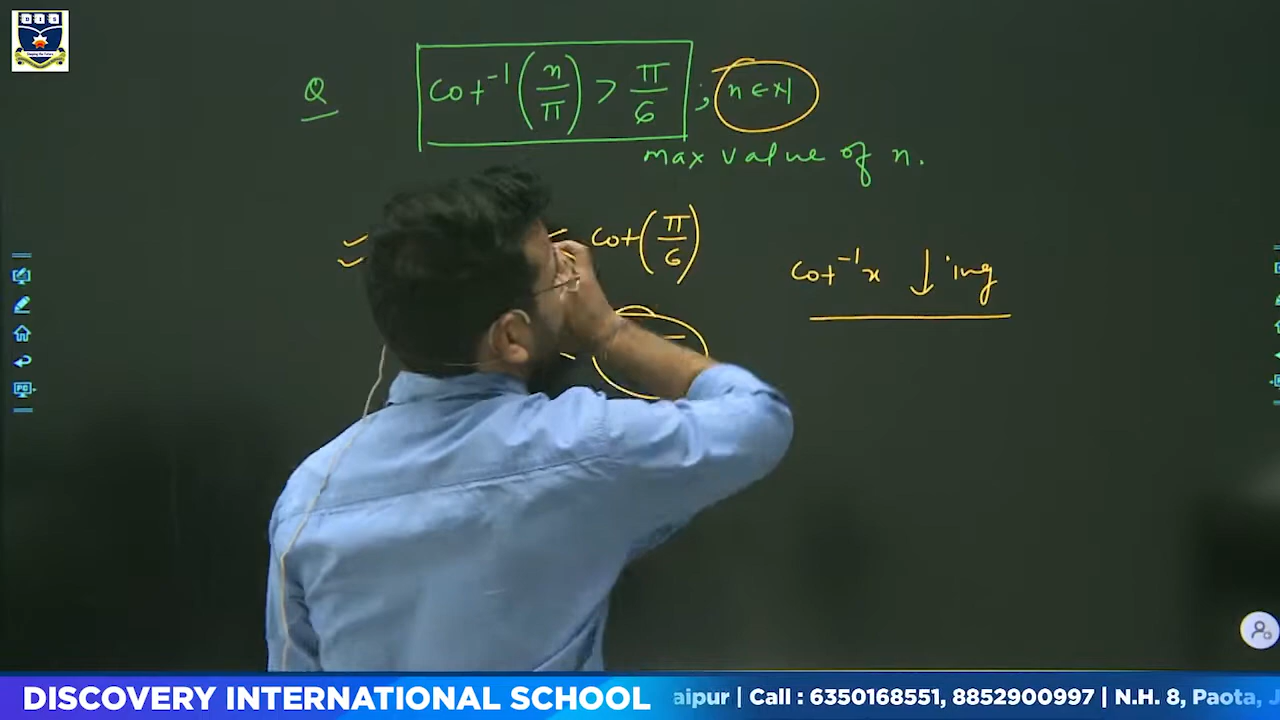 Q cot⁻¹(n/π) > π/6 ; n ∈ N
max value of n.
cot(π/6)
cot⁻¹x ↓ing
DISCOVERY INTERNATIONAL SCHOOL
aipur | Call : 6350168551, 8852900997 | N.H. 8, Paota, J